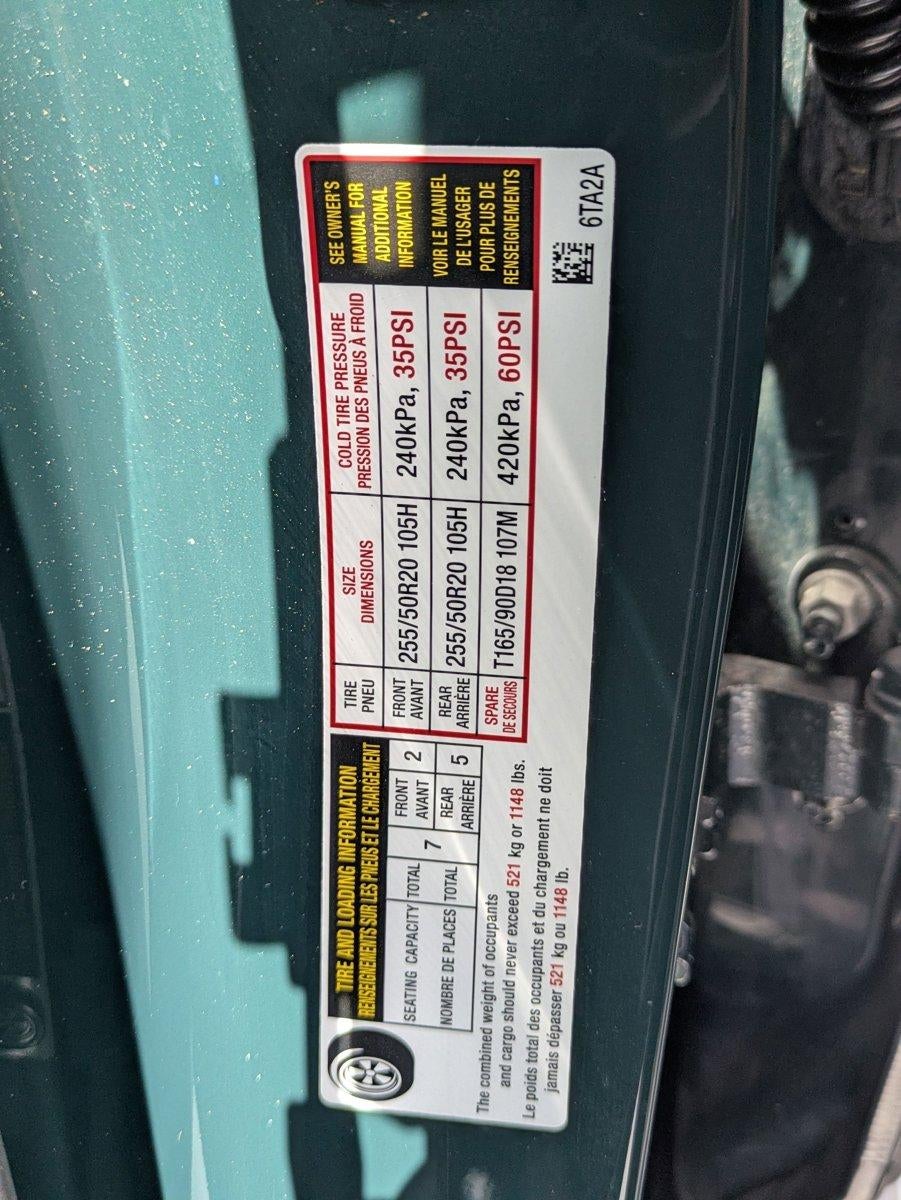 TIRE AND LOADING INFORMATION
RENSEIGNEMENTS SUR LES PNEUS ET LE CHARGEMENT
SEATING CAPACITY
NOMBRE DE PLACES
TOTAL
TOTAL
7
FRONT
AVANT
2
REAR
ARRIÈRE
5
The combined weight of occupants
and cargo should never exceed 521 kg or 1148 lbs.
Le poids total des occupants et du chargement ne doit
jamais dépasser 521 kg ou 1148 lb.
TIRE
PNEU
SIZE
DIMENSIONS
COLD TIRE PRESSURE
PRESSION DES PNEUS À FROID
FRONT
AVANT
255/50R20 105H
240kPa, 35PSI
REAR
ARRIÈRE
255/50R20 105H
240kPa, 35PSI
SPARE
DE SECOURS
T165/90D18 107M
420kPa, 60PSI
SEE OWNER'S
MANUAL FOR
ADDITIONAL
INFORMATION
VOIR LE MANUEL
DE L'USAGER
POUR PLUS DE
RENSEIGNEMENTS
6TA2A